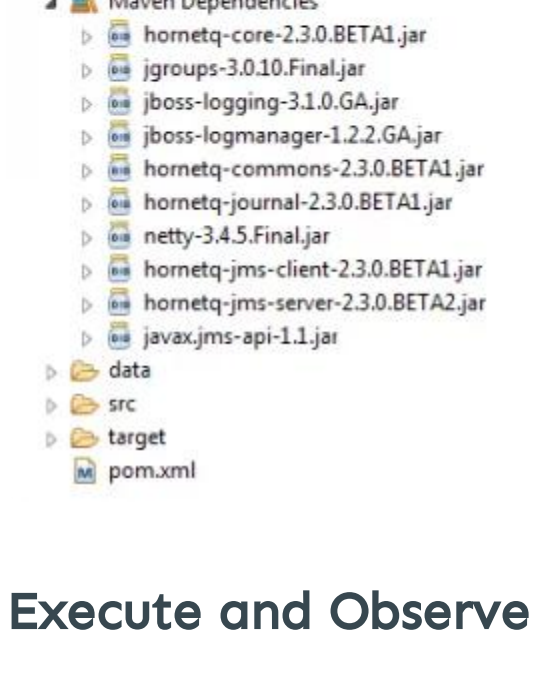 Maven Dependencies
hornetq-core-2.3.0.BETA1.jar
jgroups-3.0.10.Final.jar
jboss-logging-3.1.0.GA.jar
jboss-logmanager-1.2.2.GA.jar
hornetq-commons-2.3.0.BETA1.jar
hornetq-journal-2.3.0.BETA1.jar
netty-3.4.5.Final.jar
hornetq-jms-client-2.3.0.BETA1.jar
hornetq-jms-server-2.3.0.BETA2.jar
javax.jms-api-1.1.jar
data
src
target
pom.xml
Execute and Observe